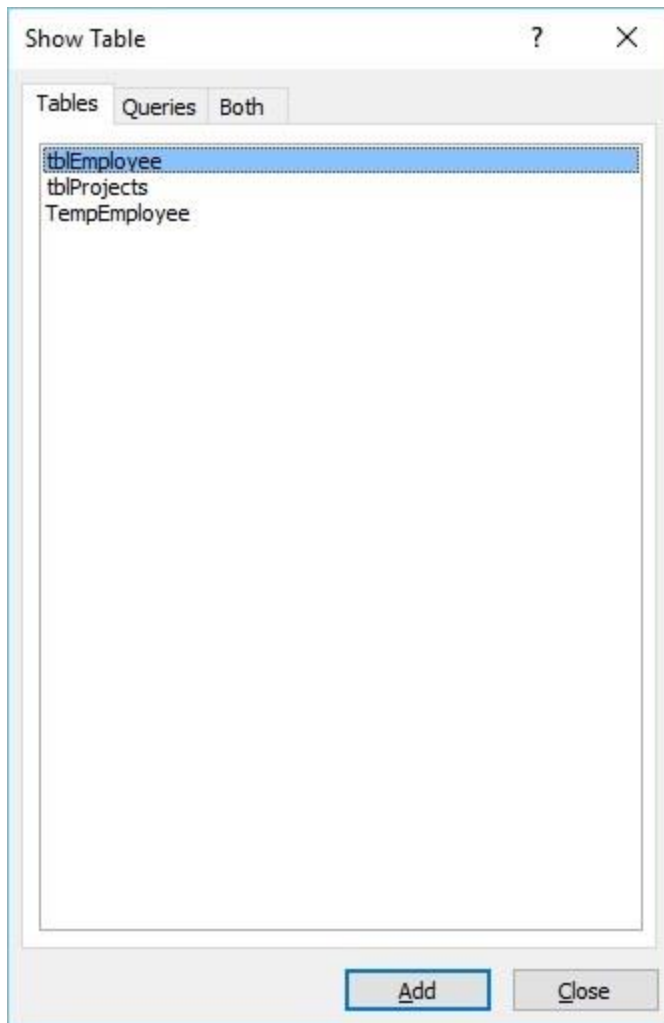 Show Table ? ×
Tables Queries Both
tblEmployee
tblProjects
TempEmployee
Add Close